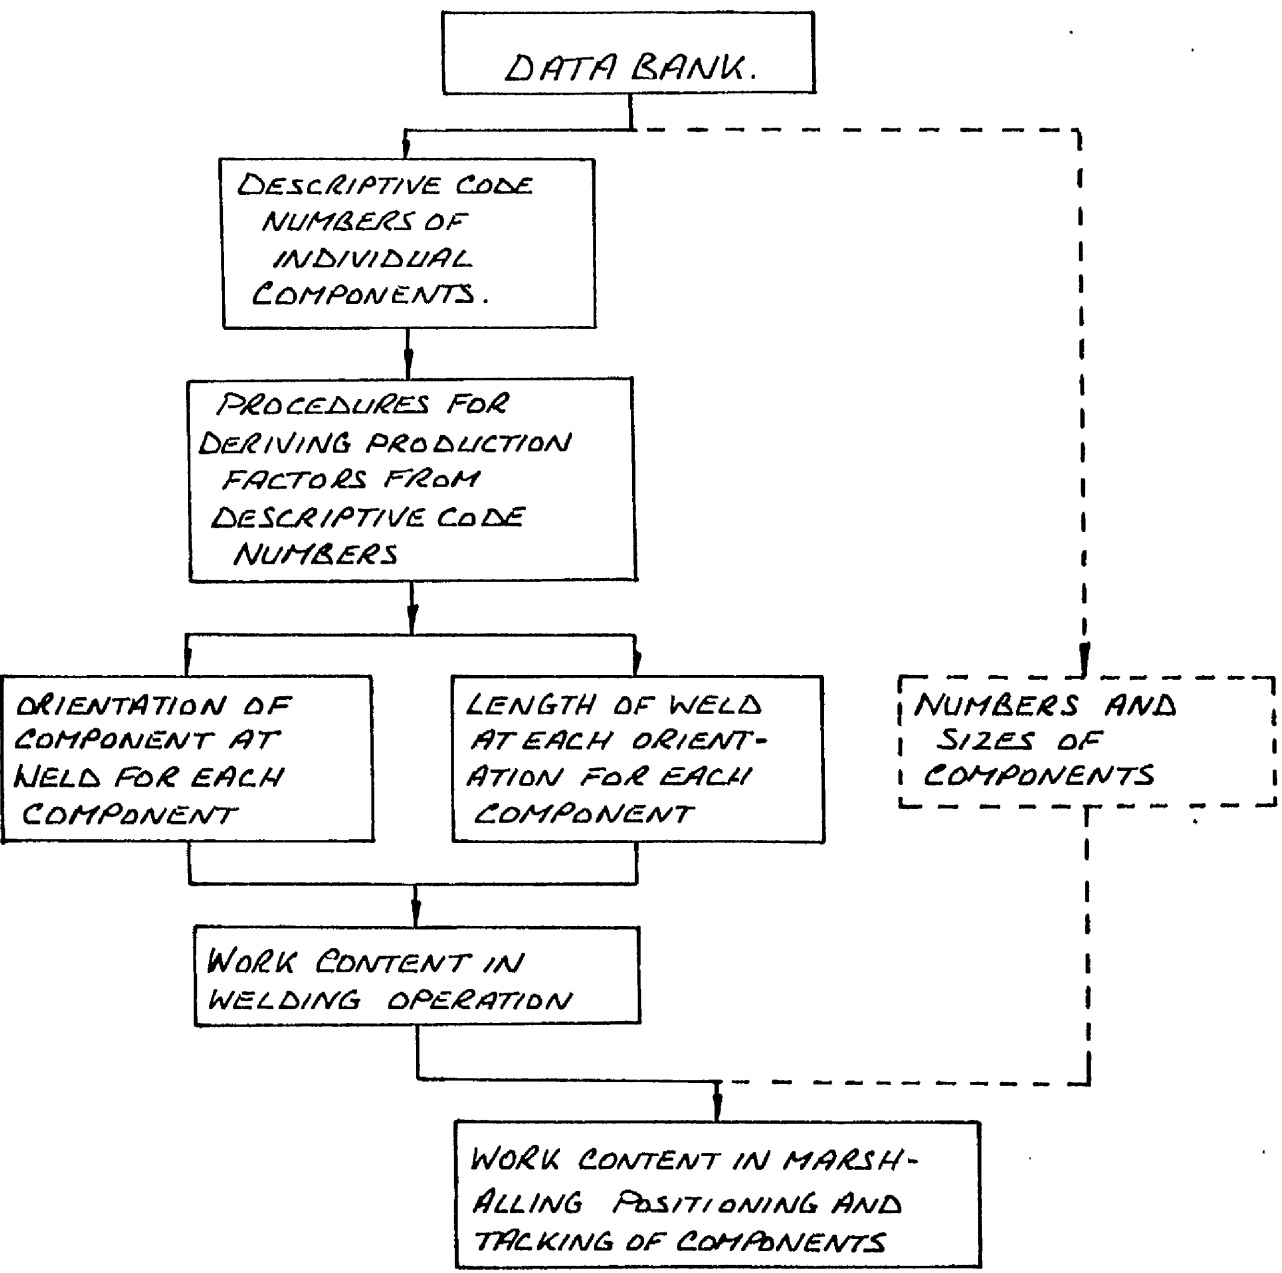 DATA BANK.
DESCRIPTIVE CODE
NUMBERS OF
INDIVIDUAL
COMPONENTS.
PROCEDURES FOR
DERIVING PRODUCTION
FACTORS FROM
DESCRIPTIVE CODE
NUMBERS
ORIENTATION OF
COMPONENT AT
WELD FOR EACH
COMPONENT
LENGTH OF WELD
AT EACH ORIENT-
ATION FOR EACH
COMPONENT
NUMBERS AND
SIZES OF
COMPONENTS
WORK CONTENT IN
WELDING OPERATION
WORK CONTENT IN MARSH-
ALLING POSITIONING AND
TACKING OF COMPONENTS